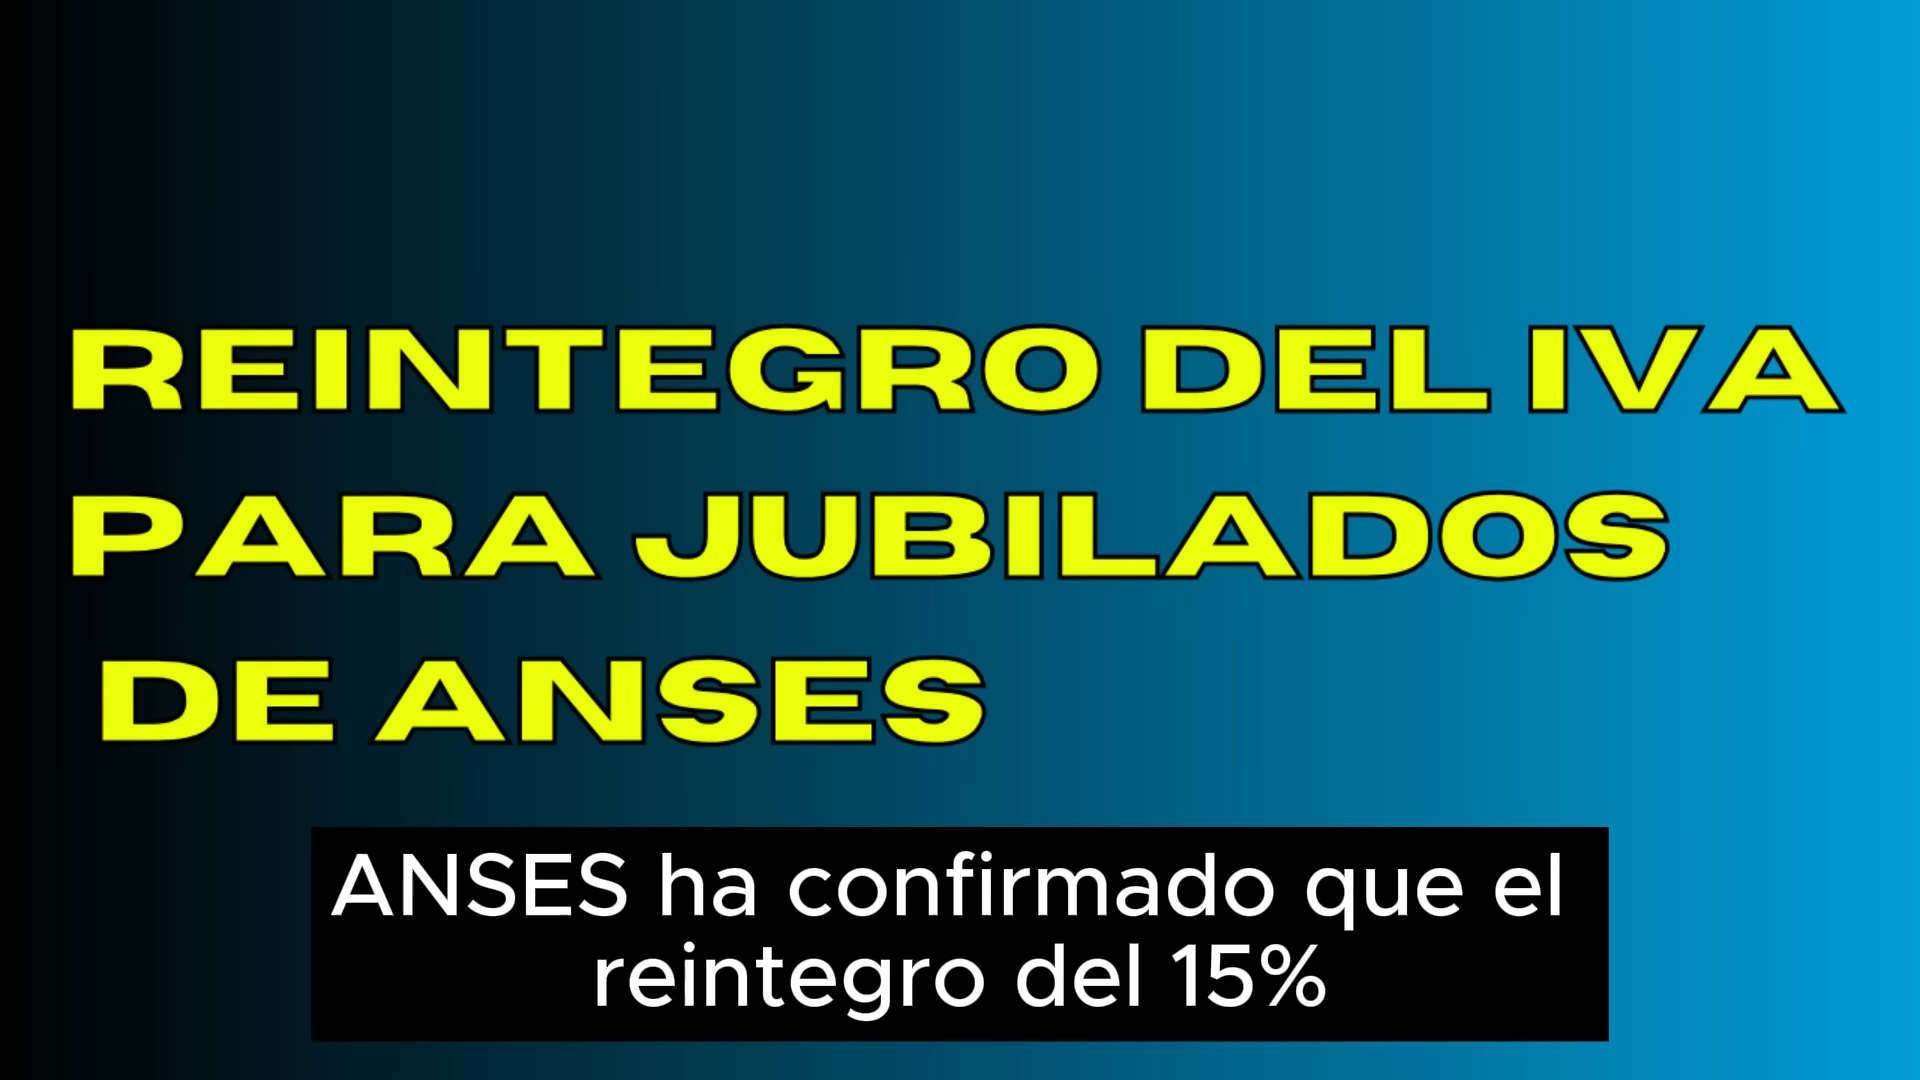 REINTEGRO DEL IVA
PARA JUBILADOS
DE ANSES
ANSES ha confirmado que el
reintegro del 15%